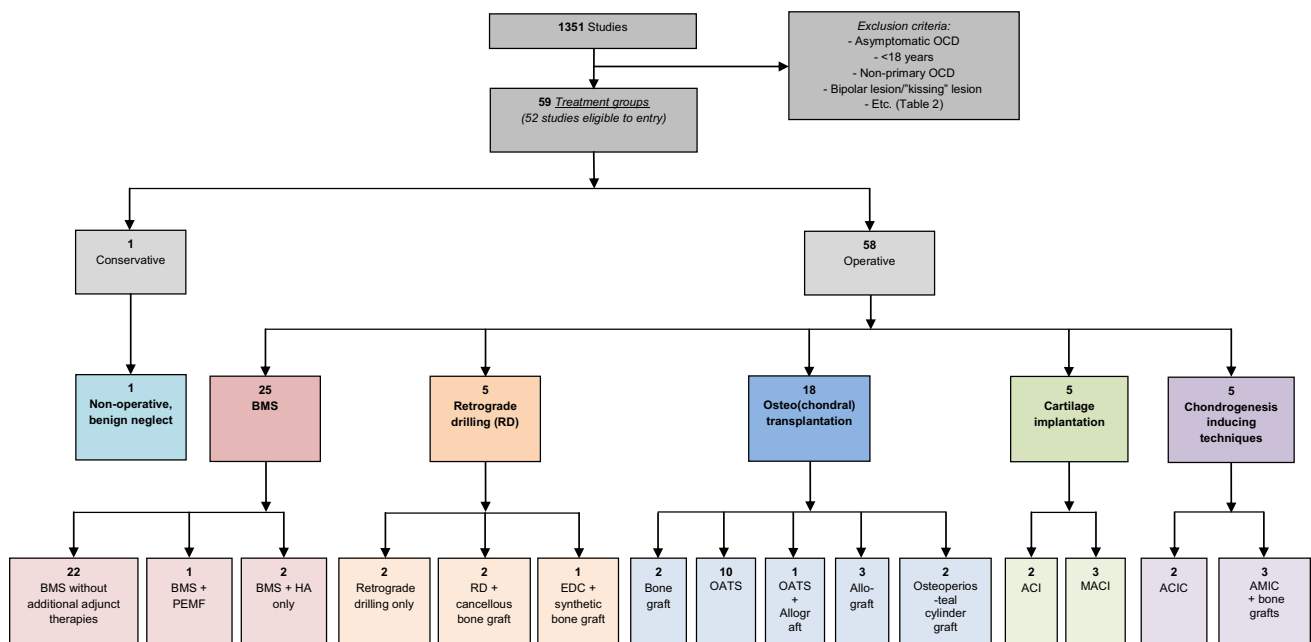 1351 Studies
Exclusion criteria:
- Asymptomatic OCD
- <18 years
- Non-primary OCD
- Bipolar lesion/"kissing" lesion
- Etc. (Table 2)
59 Treatment groups
(52 studies eligible to entry)
1
Conservative
58
Operative
1
Non-operative,
benign neglect
25
BMS
5
Retrograde
drilling (RD)
18
Osteo(chondral)
transplantation
5
Cartilage
implantation
5
Chondrogenesis
inducing
techniques
22
BMS without
additional adjunct
therapies
1
BMS +
PEMF
2
BMS + HA
only
2
Retrograde
drilling only
2
RD +
cancellous
bone graft
1
EDC +
synthetic
bone graft
2
Bone
graft
10
OATS
1
OATS
+ Allogr
aft
3
Allo-
graft
2
Osteoperios
-teal
cylinder
graft
2
ACI
3
MACI
2
ACIC
3
AMIC
+ bone
grafts